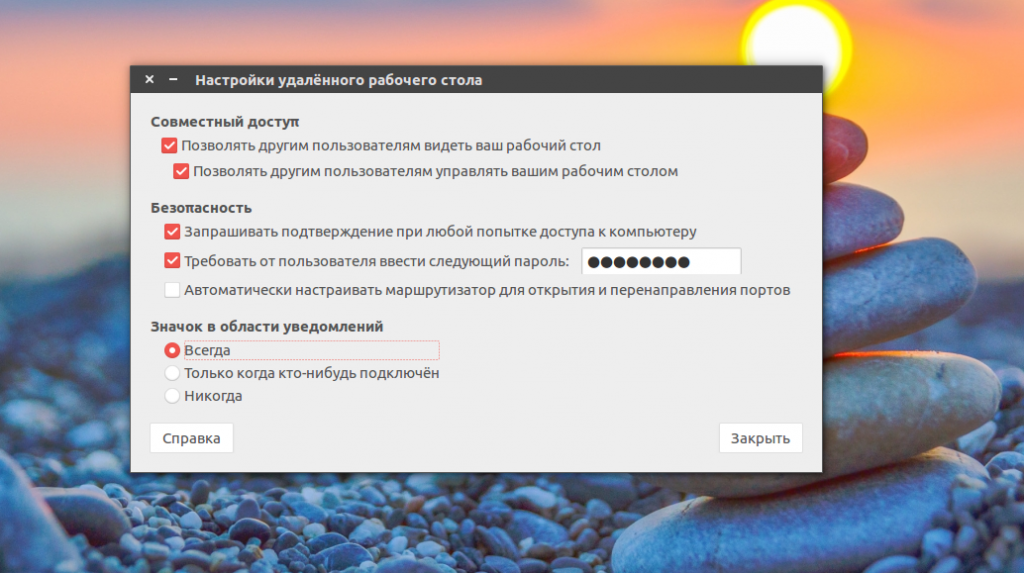 Настройки удалённого рабочего стола
Совместный доступ
Позволять другим пользователям видеть ваш рабочий стол
Позволять другим пользователям управлять вашим рабочим столом
Безопасность
Запрашивать подтверждение при любой попытке доступа к компьютеру
Требовать от пользователя ввести следующий пароль: ●●●●●●●●
Автоматически настраивать маршрутизатор для открытия и перенаправления портов
Значок в области уведомлений
Всегда
Только когда кто-нибудь подключён
Никогда
Справка Закрыть